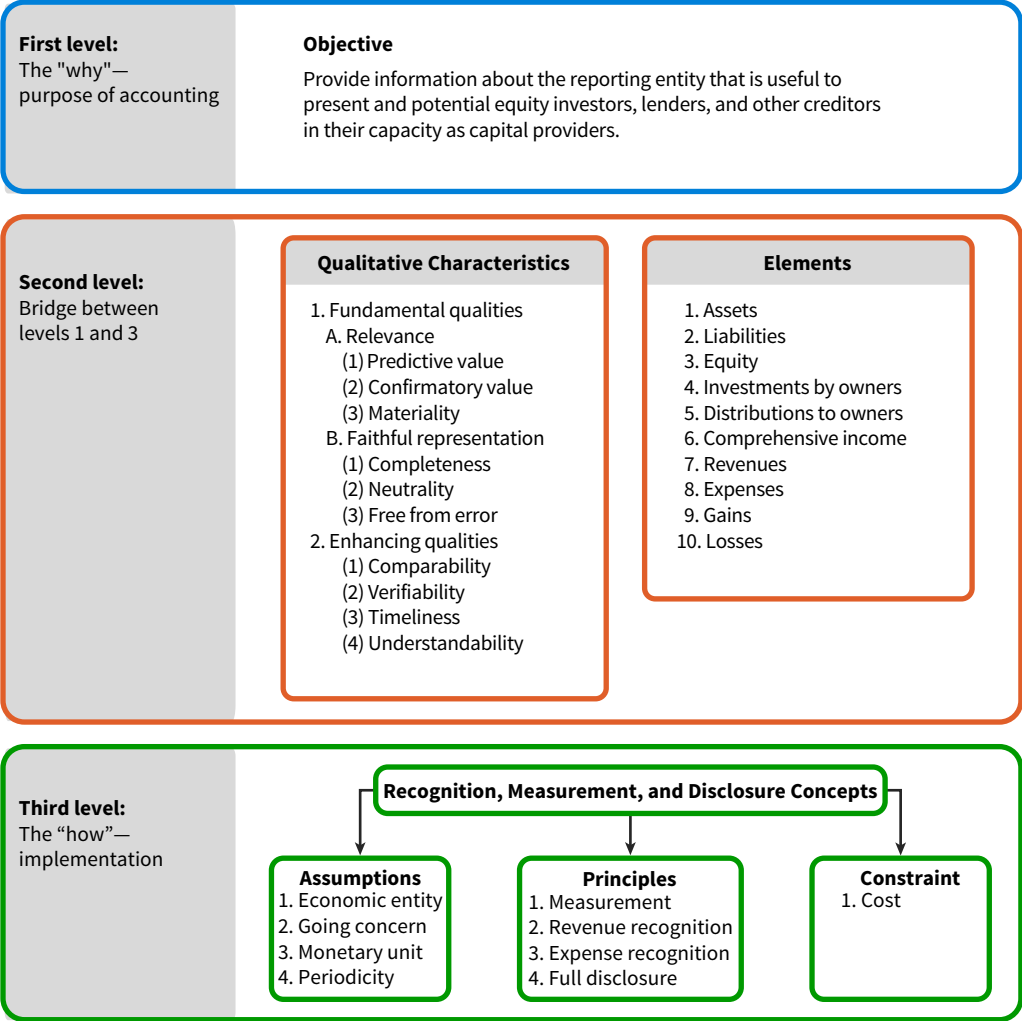 First level:
The "why"—
purpose of accounting
Objective
Provide information about the reporting entity that is useful to
present and potential equity investors, lenders, and other creditors
in their capacity as capital providers.
Second level:
Bridge between
levels 1 and 3
Qualitative Characteristics
1. Fundamental qualities
A. Relevance
(1) Predictive value
(2) Confirmatory value
(3) Materiality
B. Faithful representation
(1) Completeness
(2) Neutrality
(3) Free from error
2. Enhancing qualities
(1) Comparability
(2) Verifiability
(3) Timeliness
(4) Understandability
Elements
1. Assets
2. Liabilities
3. Equity
4. Investments by owners
5. Distributions to owners
6. Comprehensive income
7. Revenues
8. Expenses
9. Gains
10. Losses
Third level:
The “how”—
implementation
Recognition, Measurement, and Disclosure Concepts
Assumptions
1. Economic entity
2. Going concern
3. Monetary unit
4. Periodicity
Principles
1. Measurement
2. Revenue recognition
3. Expense recognition
4. Full disclosure
Constraint
1. Cost